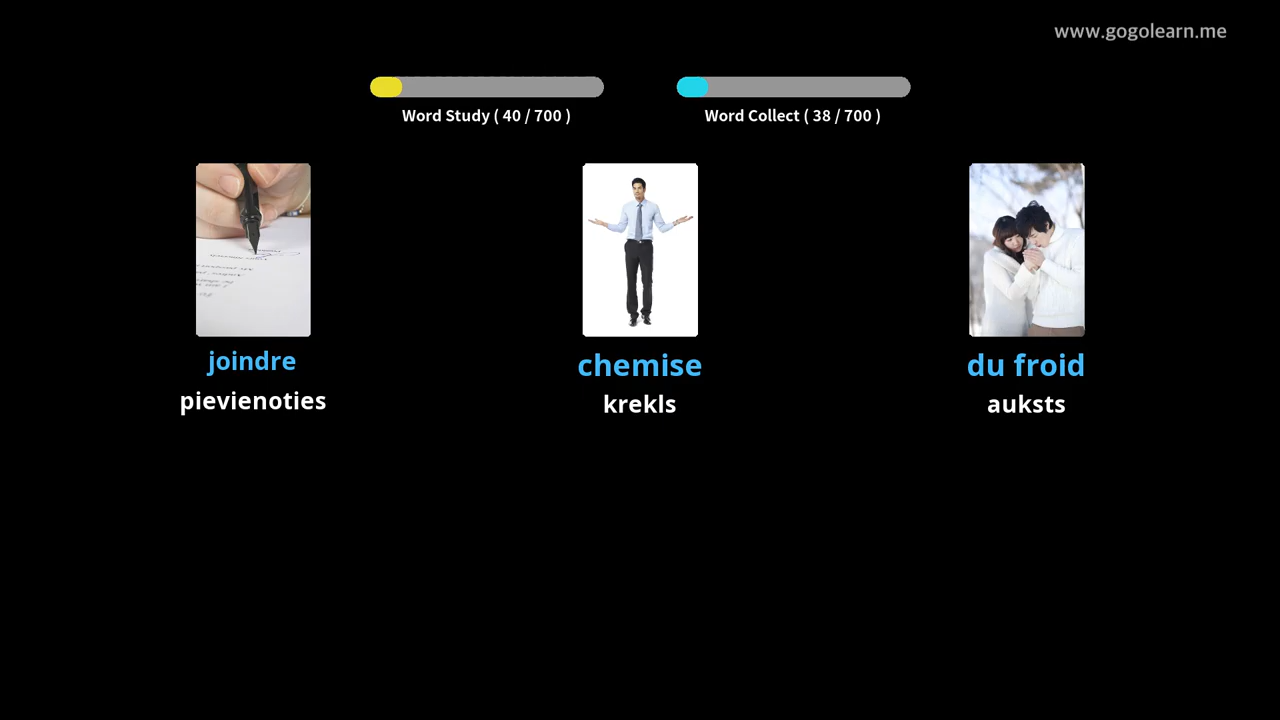 www.gogolearn.me
Word Study ( 40 / 700 )
Word Collect ( 38 / 700 )
joindre
chemise
du froid
pievienoties
krekls
auksts